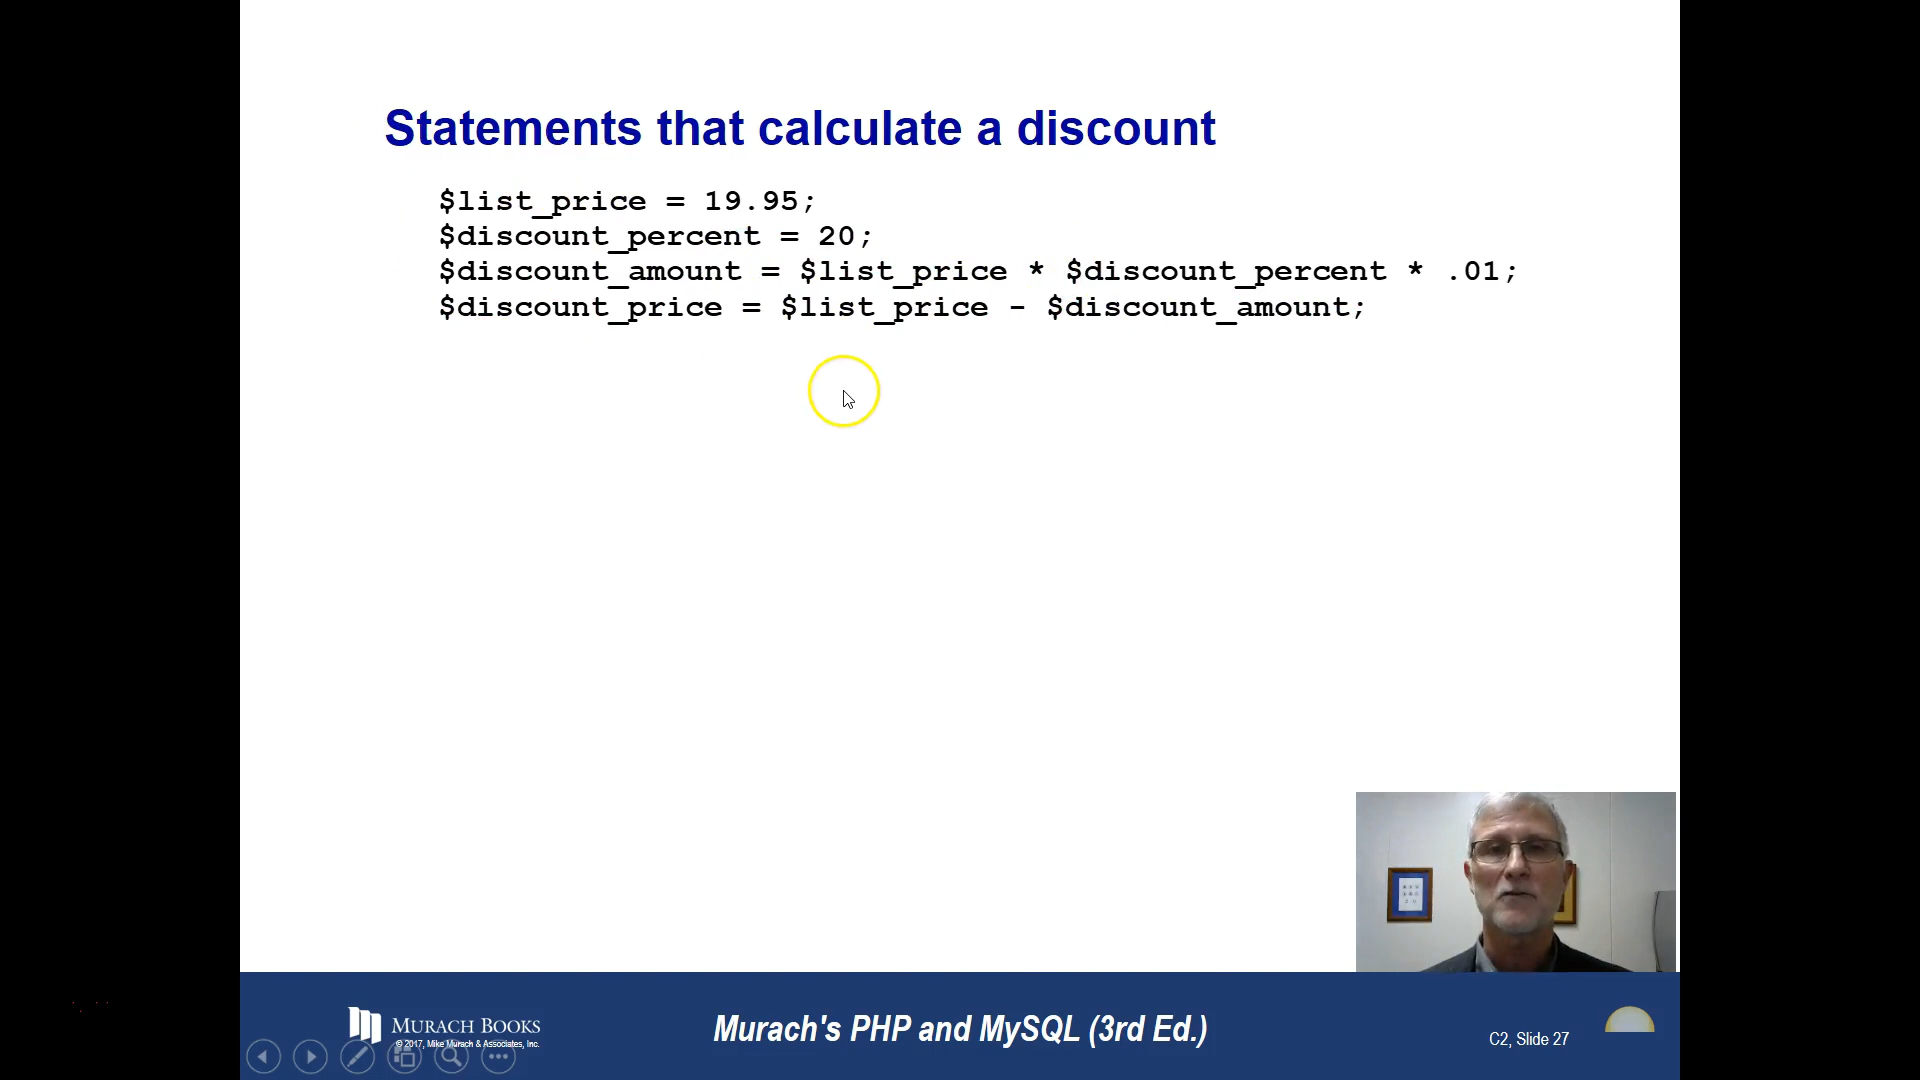 Statements that calculate a discount
$list_price = 19.95;
$discount_percent = 20;
$discount_amount = $list_price * $discount_percent * .01;
$discount_price = $list_price - $discount_amount;
MURACH BOOKS
© 2017, Mike Murach & Associates, Inc.
Murach's PHP and MySQL (3rd Ed.)
C2, Slide 27